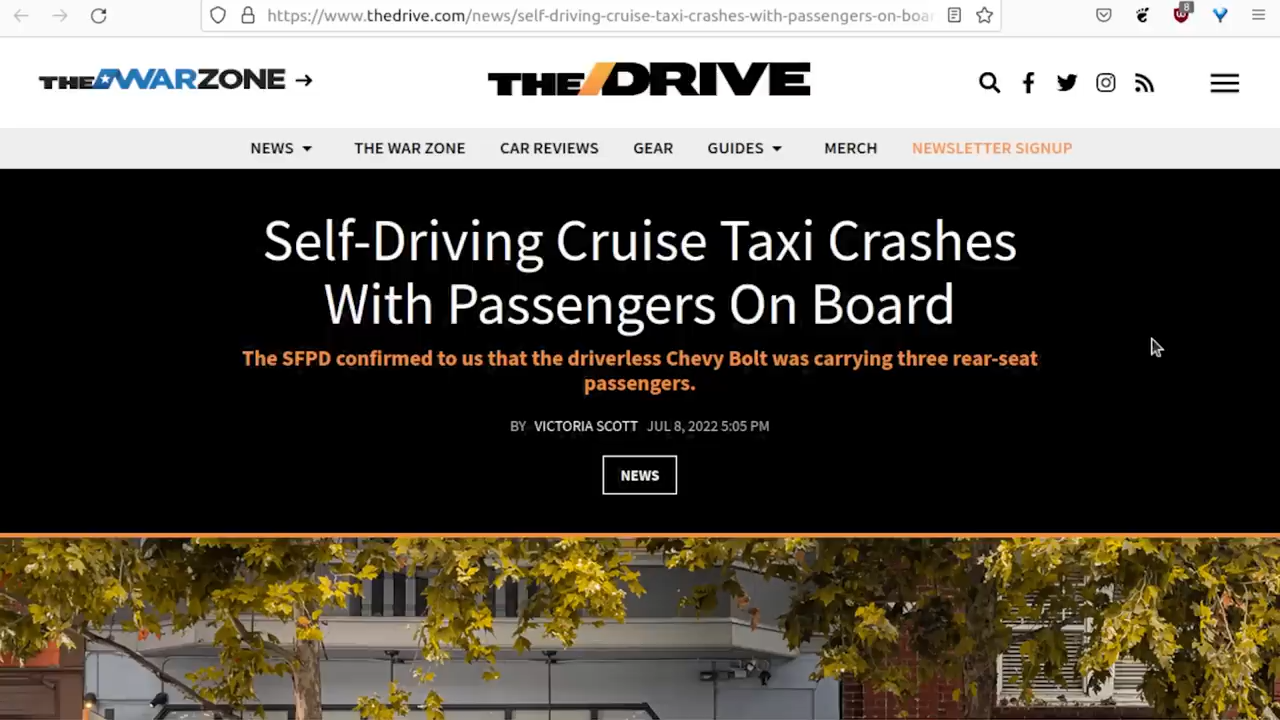 https://www.thedrive.com/news/self-driving-cruise-taxi-crashes-with-passengers-on-boar
8
THE WARZONE
THE DRIVE
NEWS
THE WAR ZONE
CAR REVIEWS
GEAR
GUIDES
MERCH
NEWSLETTER SIGNUP
Self-Driving Cruise Taxi Crashes
With Passengers On Board
The SFPD confirmed to us that the driverless Chevy Bolt was carrying three rear-seat
passengers.
BY VICTORIA SCOTT JUL 8, 2022 5:05 PM
NEWS